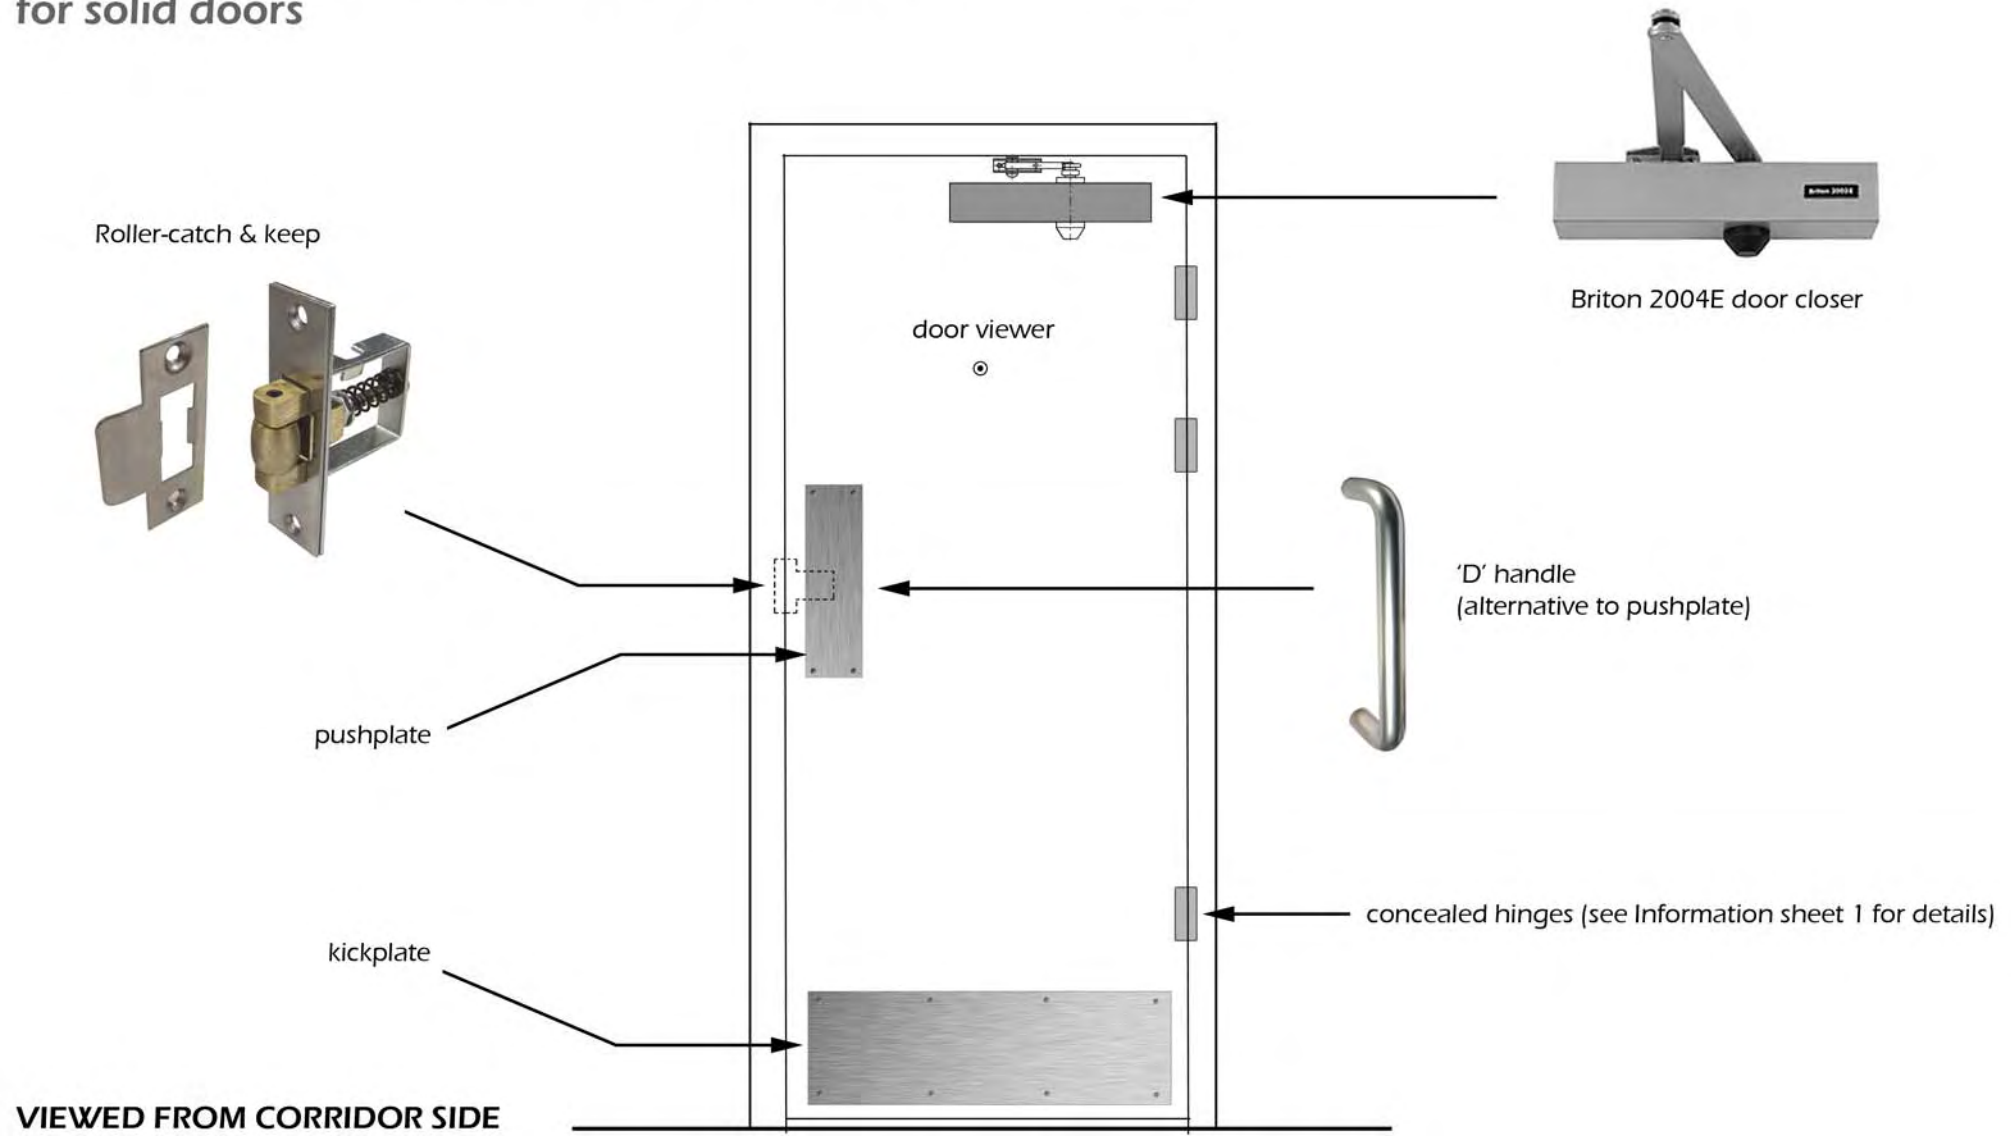 for solid doors
Roller-catch & keep
Briton 2004E door closer
door viewer
'D' handle
(alternative to pushplate)
pushplate
concealed hinges (see Information sheet 1 for details)
kickplate
VIEWED FROM CORRIDOR SIDE